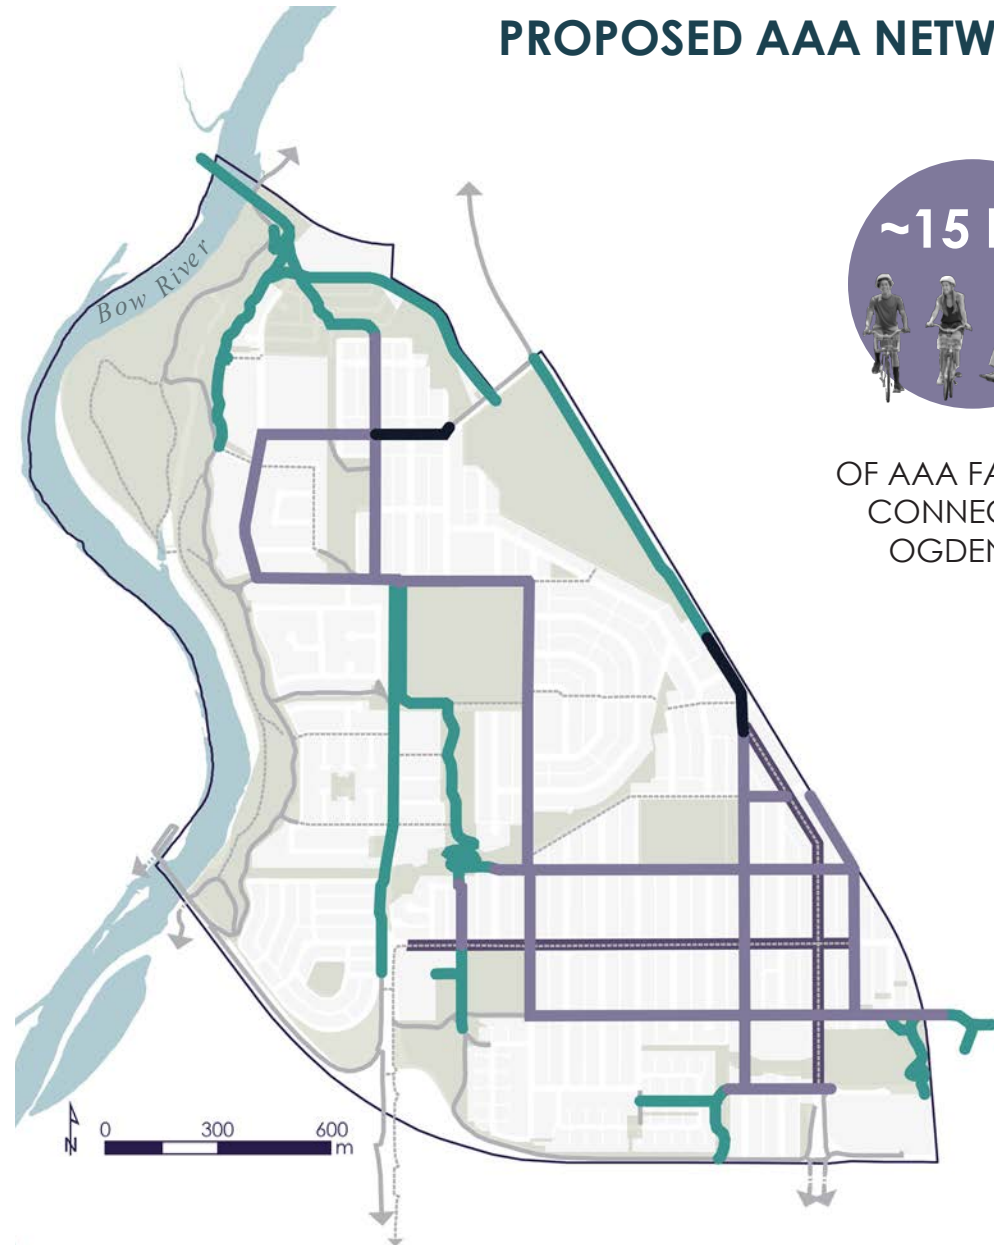 PROPOSED AAA NETW
~15
Bow River
OF AAA FA
CONNEC
OGDEN
N
0 300 600
m